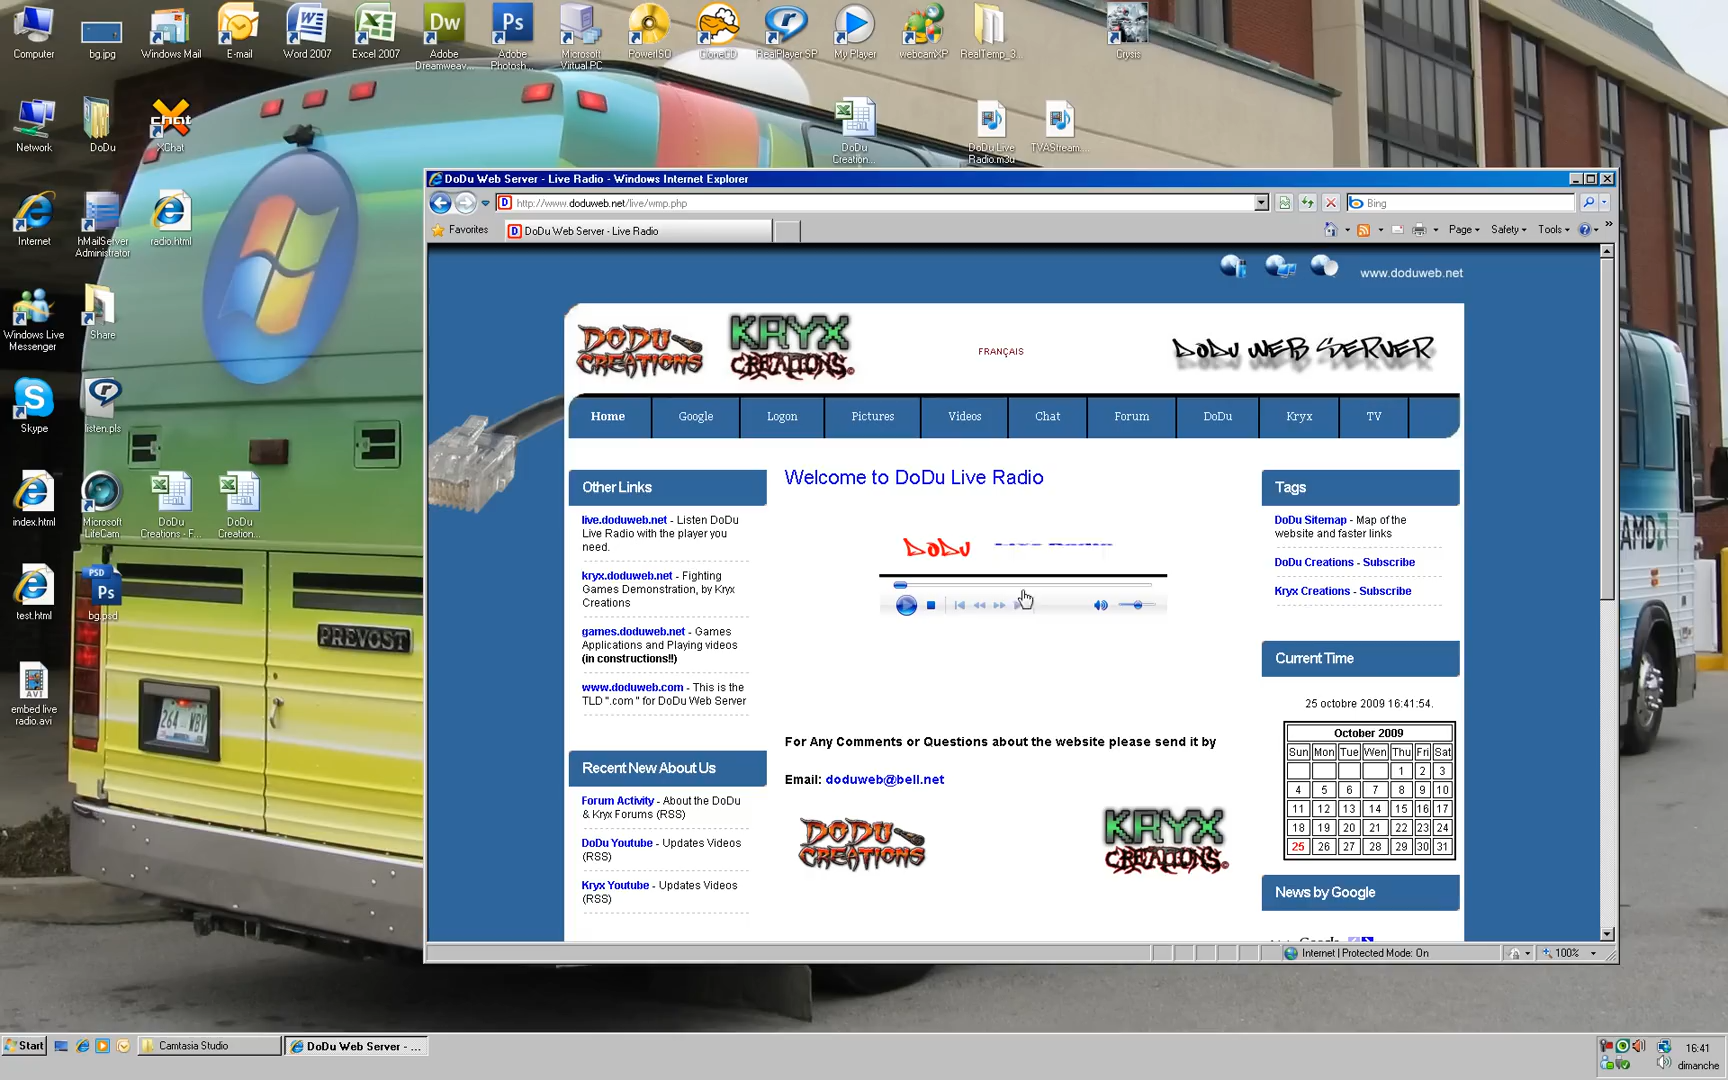 Computer
bg.jpg
Windows Mail
E-mail
Word 2007
Excel 2007
Adobe
Dreamweav...
Adobe
Photosh...
Microsoft
Virtual PC
PowerISO
CloneCD
RealPlayer SP
My Player
webcamXP
RealTemp_3...
Crysis
Network
DoDu
XChat
DoDu
Creation...
DoDu Live
Radio.m3u
TVAStream...
Internet
hMailServer
Administrator
radio.html
Windows Live
Messenger
Share
Skype
listen.pls
index.html
Microsoft
LifeCam
DoDu
Creations - F...
DoDu
Creation...
test.html
bg.psd
embed live
radio.avi
PREVOST
AMD
DoDu Web Server - Live Radio - Windows Internet Explorer
http://www.doduweb.net/live/wmp.php
Bing
Favorites
DoDu Web Server - Live Radio
Page
Safety
Tools
www.doduweb.net
DODU
CREATIONS
KRYX
CREATIONS
FRANÇAIS
DODU WEB SERVER
Home
Google
Logon
Pictures
Videos
Chat
Forum
DoDu
Kryx
TV
Other Links
live.doduweb.net - Listen DoDu
Live Radio with the player you
need.
kryx.doduweb.net - Fighting
Games Demonstration, by Kryx
Creations
games.doduweb.net - Games
Applications and Playing videos
(in constructions!!)
www.doduweb.com - This is the
TLD ".com" for DoDu Web Server
Recent New About Us
Forum Activity - About the DoDu
& Kryx Forums (RSS)
DoDu Youtube - Updates Videos
(RSS)
Kryx Youtube - Updates Videos
(RSS)
Welcome to DoDu Live Radio
DoDu
For Any Comments or Questions about the website please send it by
Email: doduweb@bell.net
DODU
CREATIONS
KRYX
CREATIONS
Tags
DoDu Sitemap - Map of the
website and faster links
DoDu Creations - Subscribe
Kryx Creations - Subscribe
Current Time
25 octobre 2009 16:41:54.
October 2009
Sun Mon Tue Wen Thu Fri Sat
1 2 3
4 5 6 7 8 9 10
11 12 13 14 15 16 17
18 19 20 21 22 23 24
25 26 27 28 29 30 31
News by Google
Internet | Protected Mode: On
100%
Start
Camtasia Studio
DoDu Web Server - ...
16:41
dimanche